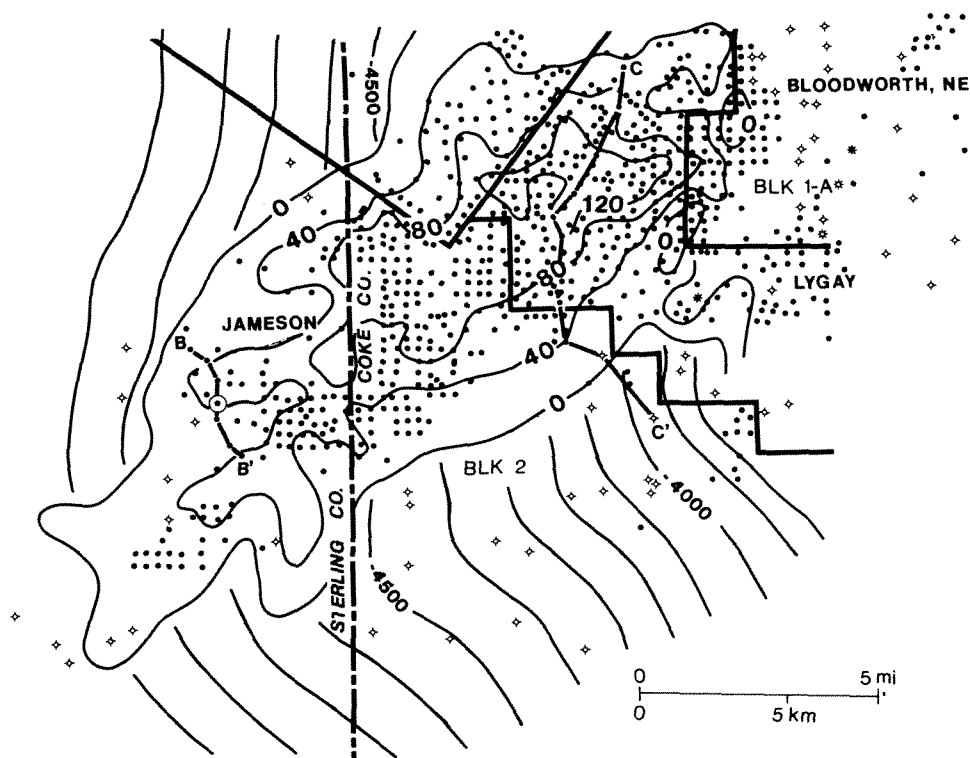 -4500
C
BLOODWORTH, NE
0
BLK 1-A
0
40
80
120
0
80
LYGAY
COKE CO.
JAMESON
B
40
0
C'
B'
BLK 2
-4000
STERLING CO.
-4500
0
5 mi
0
5 km